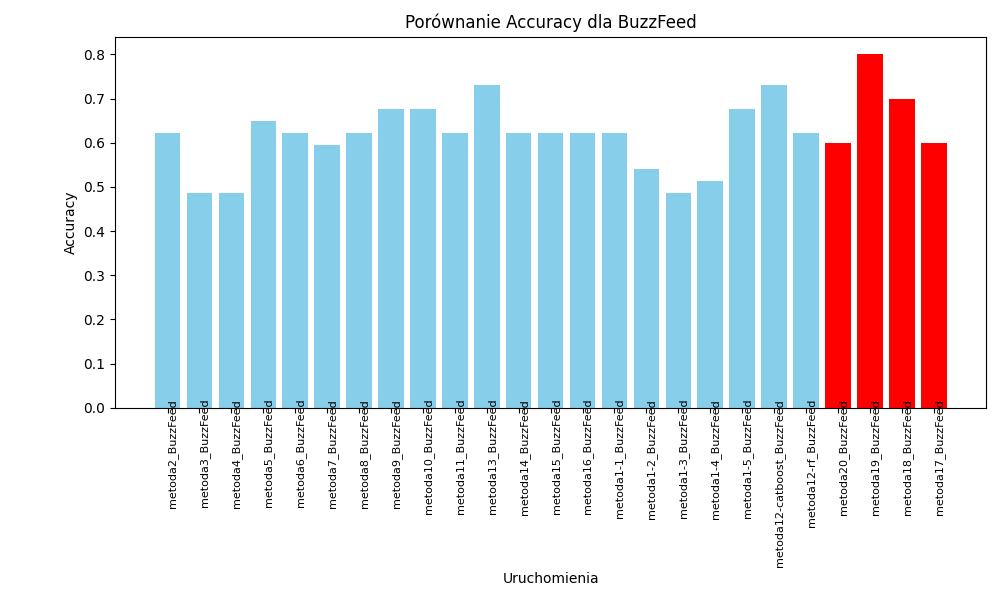 Porównanie Accuracy dla BuzzFeed
Accuracy
0.8
0.7
0.6
0.5
0.4
0.3
0.2
0.1
0.0
metoda2_BuzzFeed
metoda3_BuzzFeed
metoda4_BuzzFeed
metoda5_BuzzFeed
metoda6_BuzzFeed
metoda7_BuzzFeed
metoda8_BuzzFeed
metoda9_BuzzFeed
metoda10_BuzzFeed
metoda11_BuzzFeed
metoda13_BuzzFeed
metoda14_BuzzFeed
metoda15_BuzzFeed
metoda16_BuzzFeed
metoda1-1_BuzzFeed
metoda1-2_BuzzFeed
metoda1-3_BuzzFeed
metoda1-4_BuzzFeed
metoda1-5_BuzzFeed
metoda12-catboost_BuzzFeed
metoda12-rf_BuzzFeed
metoda20_BuzzFeed
metoda19_BuzzFeed
metoda18_BuzzFeed
metoda17_BuzzFeed
Uruchomienia